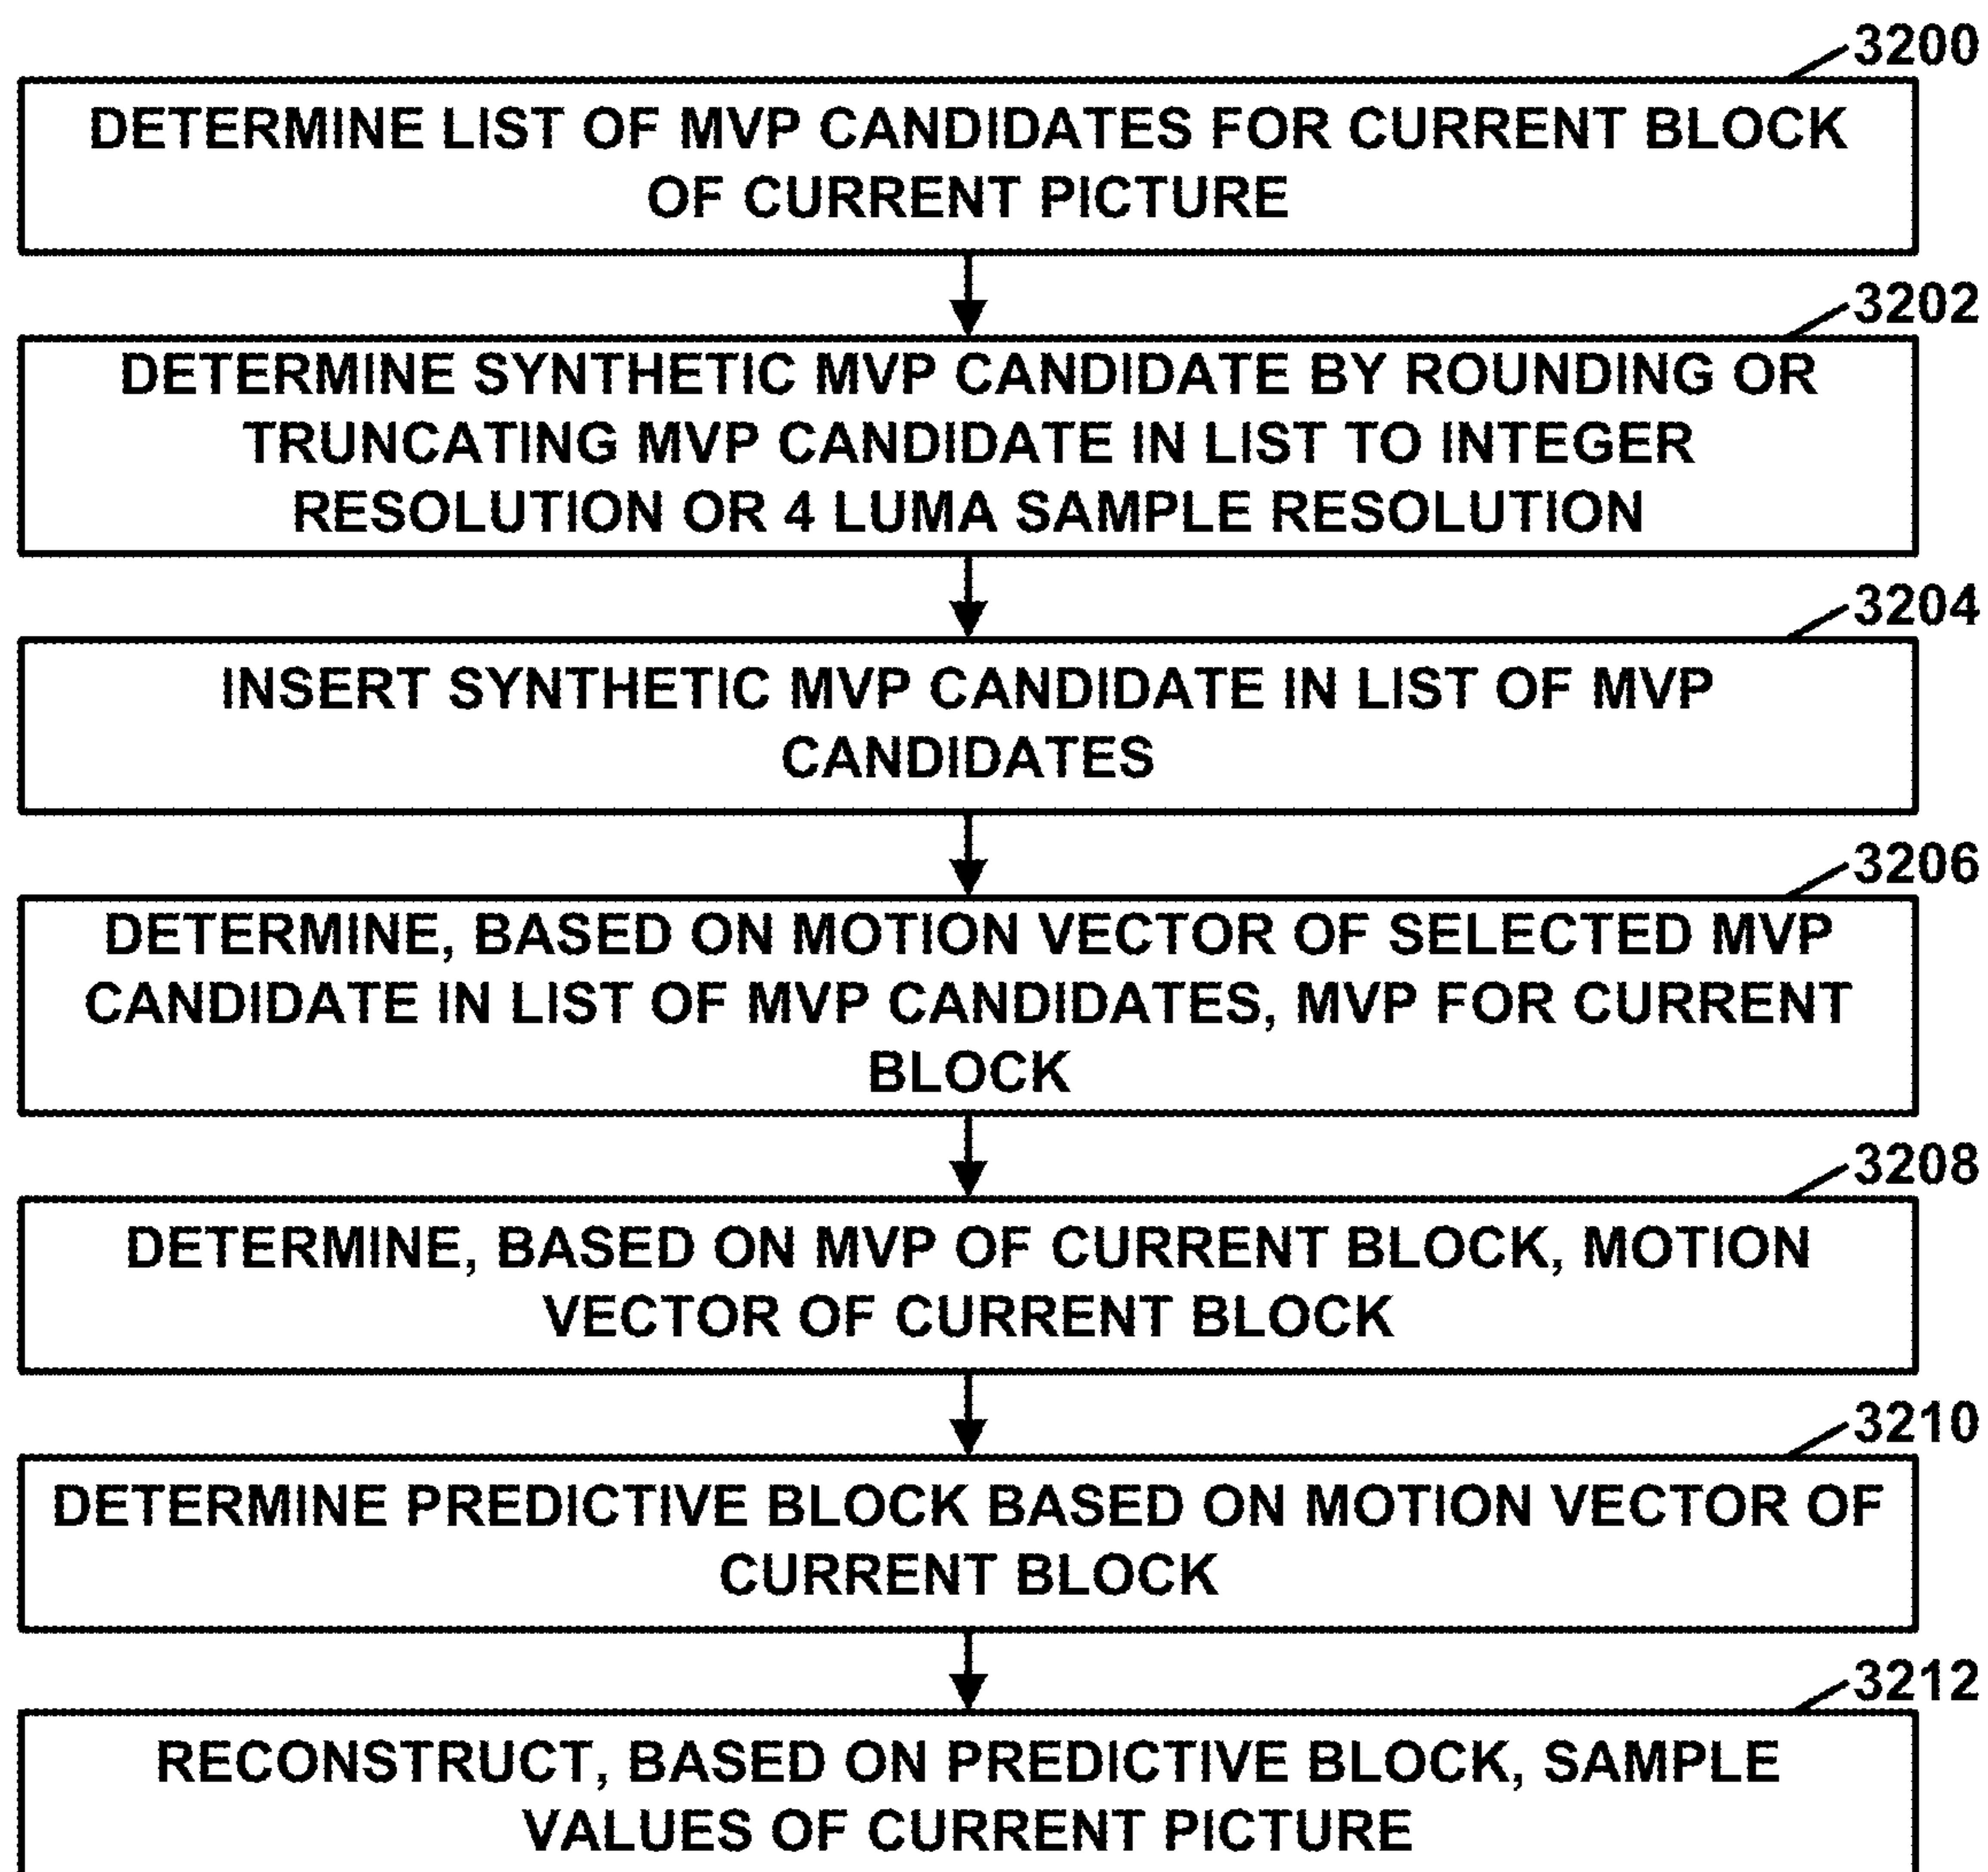 3200
DETERMINE LIST OF MVP CANDIDATES FOR CURRENT BLOCK
OF CURRENT PICTURE
3202
DETERMINE SYNTHETIC MVP CANDIDATE BY ROUNDING OR
TRUNCATING MVP CANDIDATE IN LIST TO INTEGER
RESOLUTION OR 4 LUMA SAMPLE RESOLUTION
3204
INSERT SYNTHETIC MVP CANDIDATE IN LIST OF MVP
CANDIDATES
3206
DETERMINE, BASED ON MOTION VECTOR OF SELECTED MVP
CANDIDATE IN LIST OF MVP CANDIDATES, MVP FOR CURRENT
BLOCK
3208
DETERMINE, BASED ON MVP OF CURRENT BLOCK, MOTION
VECTOR OF CURRENT BLOCK
3210
DETERMINE PREDICTIVE BLOCK BASED ON MOTION VECTOR OF
CURRENT BLOCK
3212
RECONSTRUCT, BASED ON PREDICTIVE BLOCK, SAMPLE
VALUES OF CURRENT PICTURE